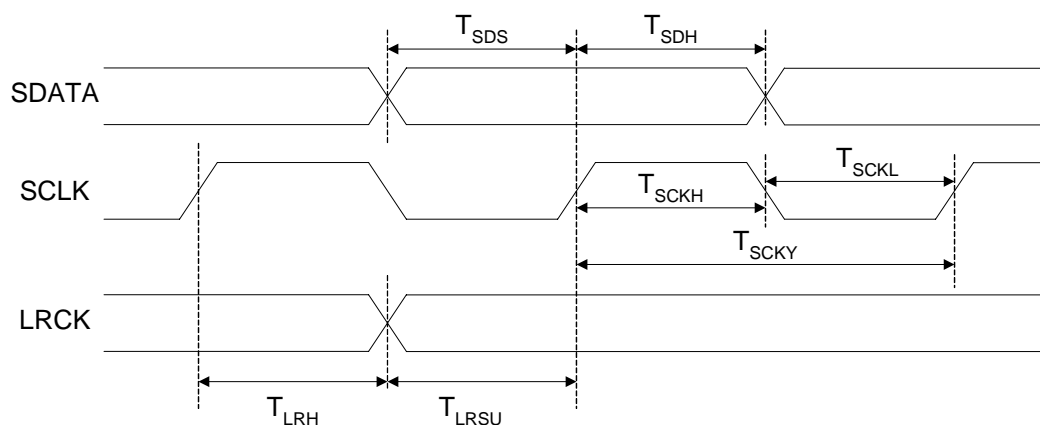 T_SDS T_SDH
SDATA
SCLK
T_SCKL
T_SCKH
T_SCKY
LRCK
T_LRH T_LRSU